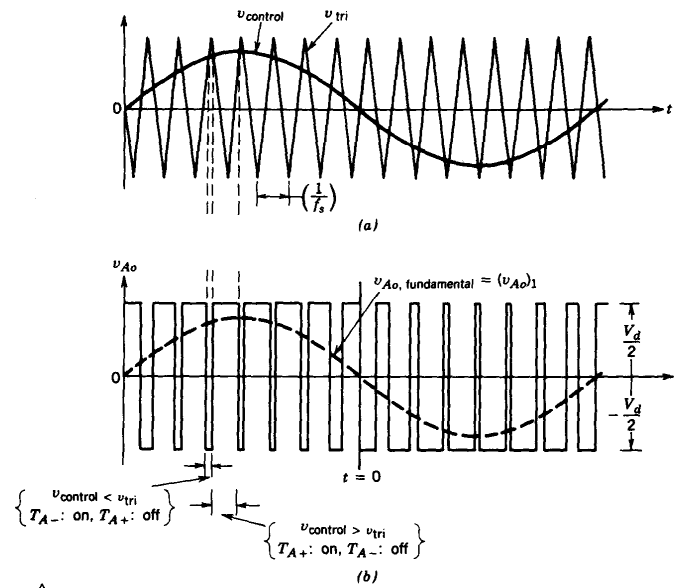 v_control
v_tri
0
t
(1/f_s)
(a)
v_Ao
v_Ao, fundamental = (v_Ao)_1
0
V_d/2
-V_d/2
t = 0
{ v_control < v_tri
T_A-: on, T_A+: off }
{ v_control > v_tri
T_A+: on, T_A-: off }
(b)